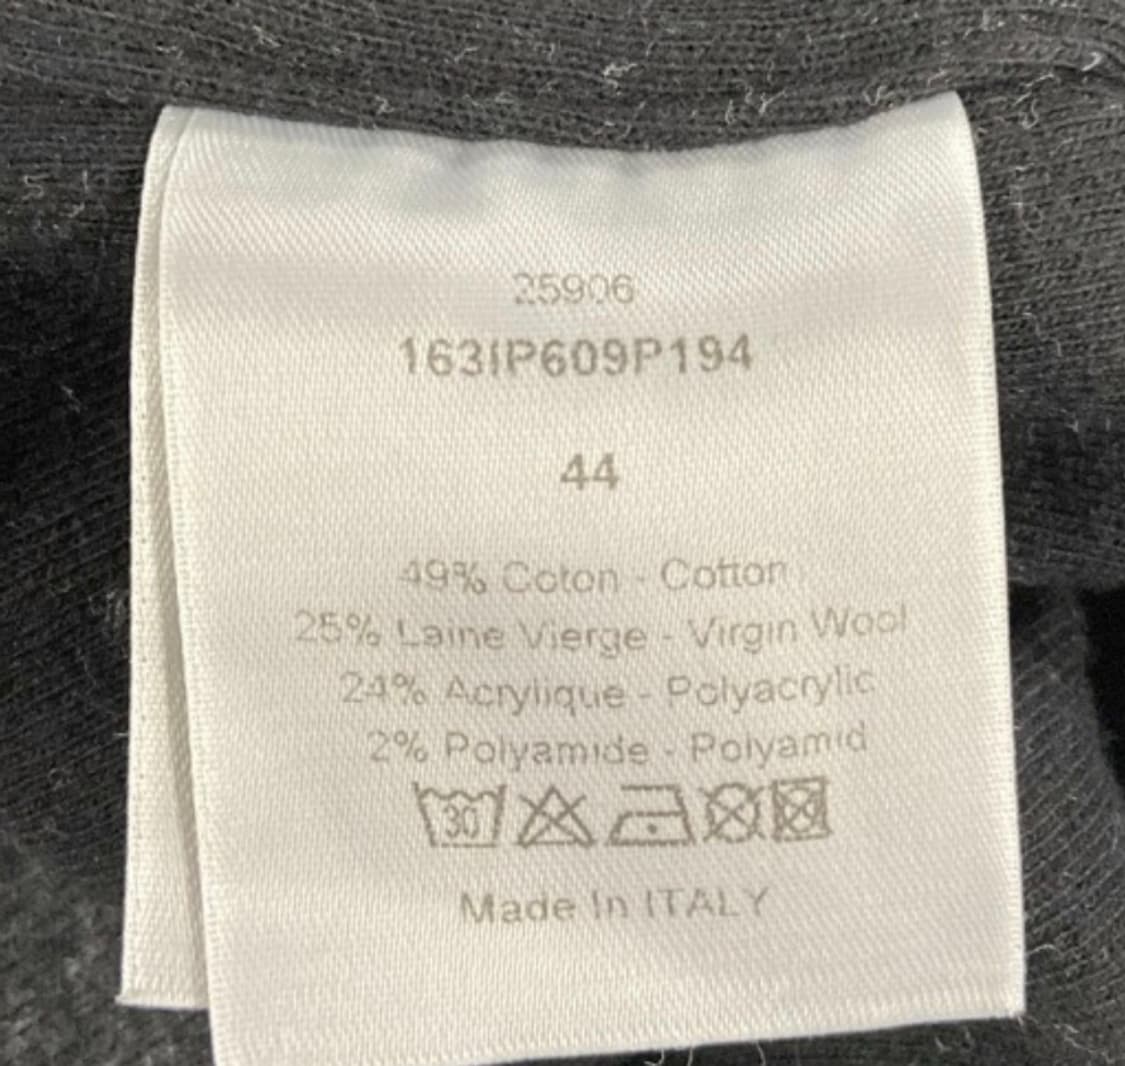 25906
163IP609P194
44
49% Coton - Cotton
25% Laine Vierge - Virgin Wool
24% Acrylique - Polyacrylic
2% Polyamide - Polyamid
30
Made In ITALY